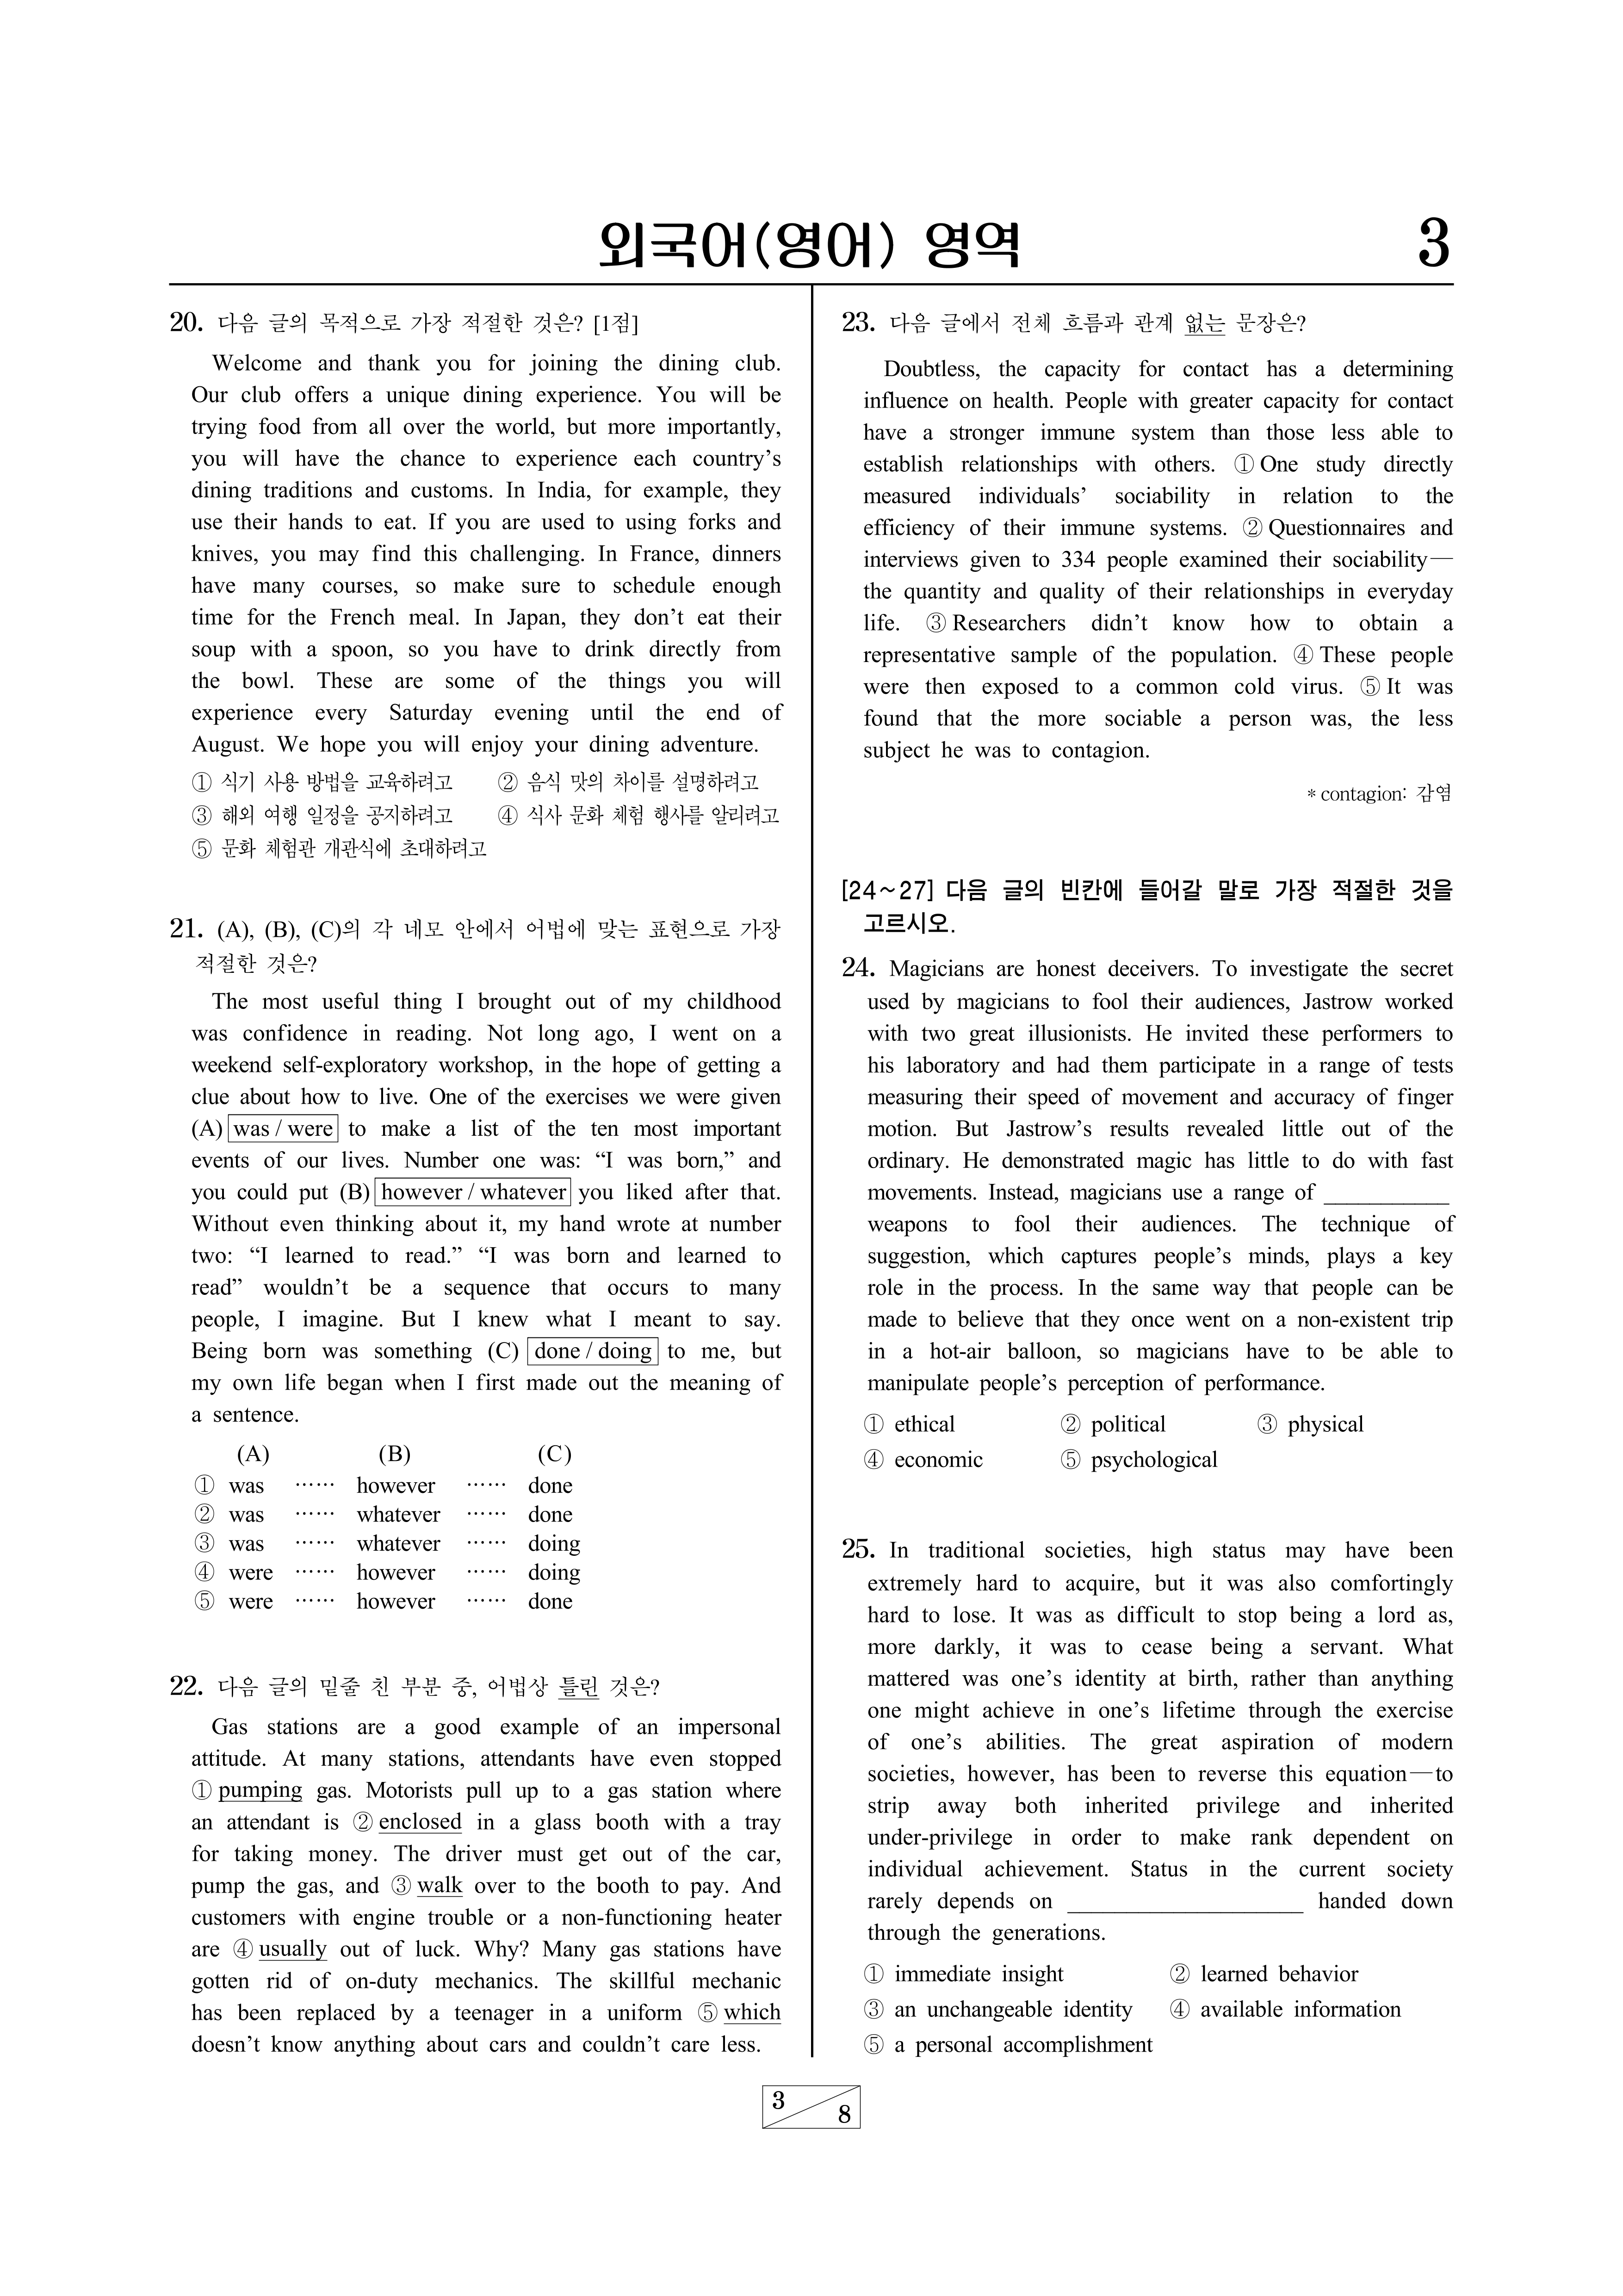 외국어(영어) 영역
3
20. 다음 글의 목적으로 가장 적절한 것은? [1점]
Welcome and thank you for joining the dining club.
Our club offers a unique dining experience. You will be
trying food from all over the world, but more importantly,
you will have the chance to experience each country's
dining traditions and customs. In India, for example, they
use their hands to eat. If you are used to using forks and
knives, you may find this challenging. In France, dinners
have many courses, so make sure to schedule enough
time for the French meal. In Japan, they don't eat their
soup with a spoon, so you have to drink directly from
the bowl. These are some of the things you will
experience every Saturday evening until the end of
August. We hope you will enjoy your dining adventure.
① 식기 사용 방법을 교육하려고 ② 음식 맛의 차이를 설명하려고
③ 해외 여행 일정을 공지하려고 ④ 식사 문화 체험 행사를 알리려고
⑤ 문화 체험관 개관식에 초대하려고
21. (A), (B), (C)의 각 네모 안에서 어법에 맞는 표현으로 가장
적절한 것은?
The most useful thing I brought out of my childhood
was confidence in reading. Not long ago, I went on a
weekend self-exploratory workshop, in the hope of getting a
clue about how to live. One of the exercises we were given
(A) was / were to make a list of the ten most important
events of our lives. Number one was: “I was born,” and
you could put (B) however / whatever you liked after that.
Without even thinking about it, my hand wrote at number
two: “I learned to read.” “I was born and learned to
read” wouldn't be a sequence that occurs to many
people, I imagine. But I knew what I meant to say.
Being born was something (C) done / doing to me, but
my own life began when I first made out the meaning of
a sentence.
(A) (B) (C)
① was …… however …… done
② was …… whatever …… done
③ was …… whatever …… doing
④ were …… however …… doing
⑤ were …… however …… done
22. 다음 글의 밑줄 친 부분 중, 어법상 틀린 것은?
Gas stations are a good example of an impersonal
attitude. At many stations, attendants have even stopped
① pumping gas. Motorists pull up to a gas station where
an attendant is ② enclosed in a glass booth with a tray
for taking money. The driver must get out of the car,
pump the gas, and ③ walk over to the booth to pay. And
customers with engine trouble or a non-functioning heater
are ④ usually out of luck. Why? Many gas stations have
gotten rid of on-duty mechanics. The skillful mechanic
has been replaced by a teenager in a uniform ⑤ which
doesn't know anything about cars and couldn't care less.
23. 다음 글에서 전체 흐름과 관계 없는 문장은?
Doubtless, the capacity for contact has a determining
influence on health. People with greater capacity for contact
have a stronger immune system than those less able to
establish relationships with others. ① One study directly
measured individuals' sociability in relation to the
efficiency of their immune systems. ② Questionnaires and
interviews given to 334 people examined their sociability—
the quantity and quality of their relationships in everyday
life. ③ Researchers didn't know how to obtain a
representative sample of the population. ④ These people
were then exposed to a common cold virus. ⑤ It was
found that the more sociable a person was, the less
subject he was to contagion.
* contagion: 감염
[24~27] 다음 글의 빈칸에 들어갈 말로 가장 적절한 것을
고르시오.
24. Magicians are honest deceivers. To investigate the secret
used by magicians to fool their audiences, Jastrow worked
with two great illusionists. He invited these performers to
his laboratory and had them participate in a range of tests
measuring their speed of movement and accuracy of finger
motion. But Jastrow's results revealed little out of the
ordinary. He demonstrated magic has little to do with fast
movements. Instead, magicians use a range of ___________
weapons to fool their audiences. The technique of
suggestion, which captures people's minds, plays a key
role in the process. In the same way that people can be
made to believe that they once went on a non-existent trip
in a hot-air balloon, so magicians have to be able to
manipulate people's perception of performance.
① ethical ② political ③ physical
④ economic ⑤ psychological
25. In traditional societies, high status may have been
extremely hard to acquire, but it was also comfortingly
hard to lose. It was as difficult to stop being a lord as,
more darkly, it was to cease being a servant. What
mattered was one's identity at birth, rather than anything
one might achieve in one's lifetime through the exercise
of one's abilities. The great aspiration of modern
societies, however, has been to reverse this equation—to
strip away both inherited privilege and inherited
under-privilege in order to make rank dependent on
individual achievement. Status in the current society
rarely depends on ____________________ handed down
through the generations.
① immediate insight ② learned behavior
③ an unchangeable identity ④ available information
⑤ a personal accomplishment
3
8